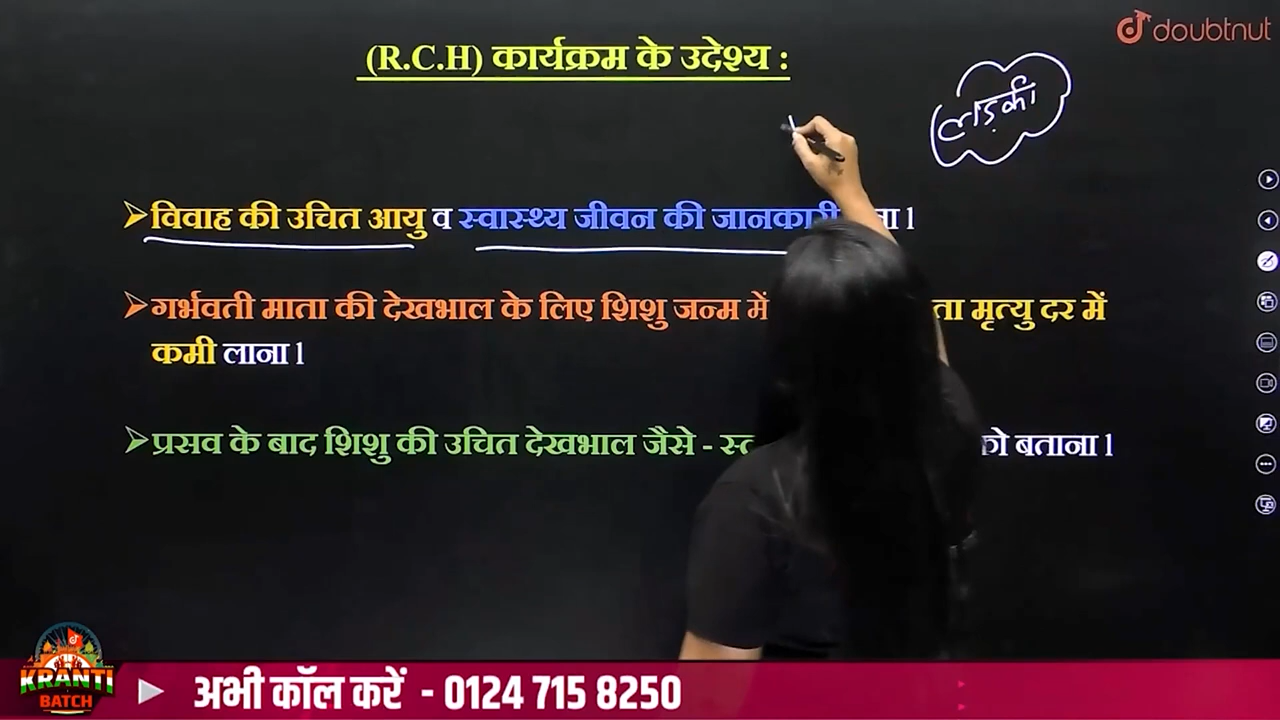 doubtnut
(R.C.H) कार्यक्रम के उदेश्य :
लड़की
➢विवाह की उचित आयु व स्वास्थ्य जीवन की जानकारी ना l
➢गर्भवती माता की देखभाल के लिए शिशु जन्म में मृत्यु दर में
कमी लाना l
➢प्रसव के बाद शिशु की उचित देखभाल जैसे - को बताना l
KRANTI
BATCH
अभी कॉल करें - 0124 715 8250